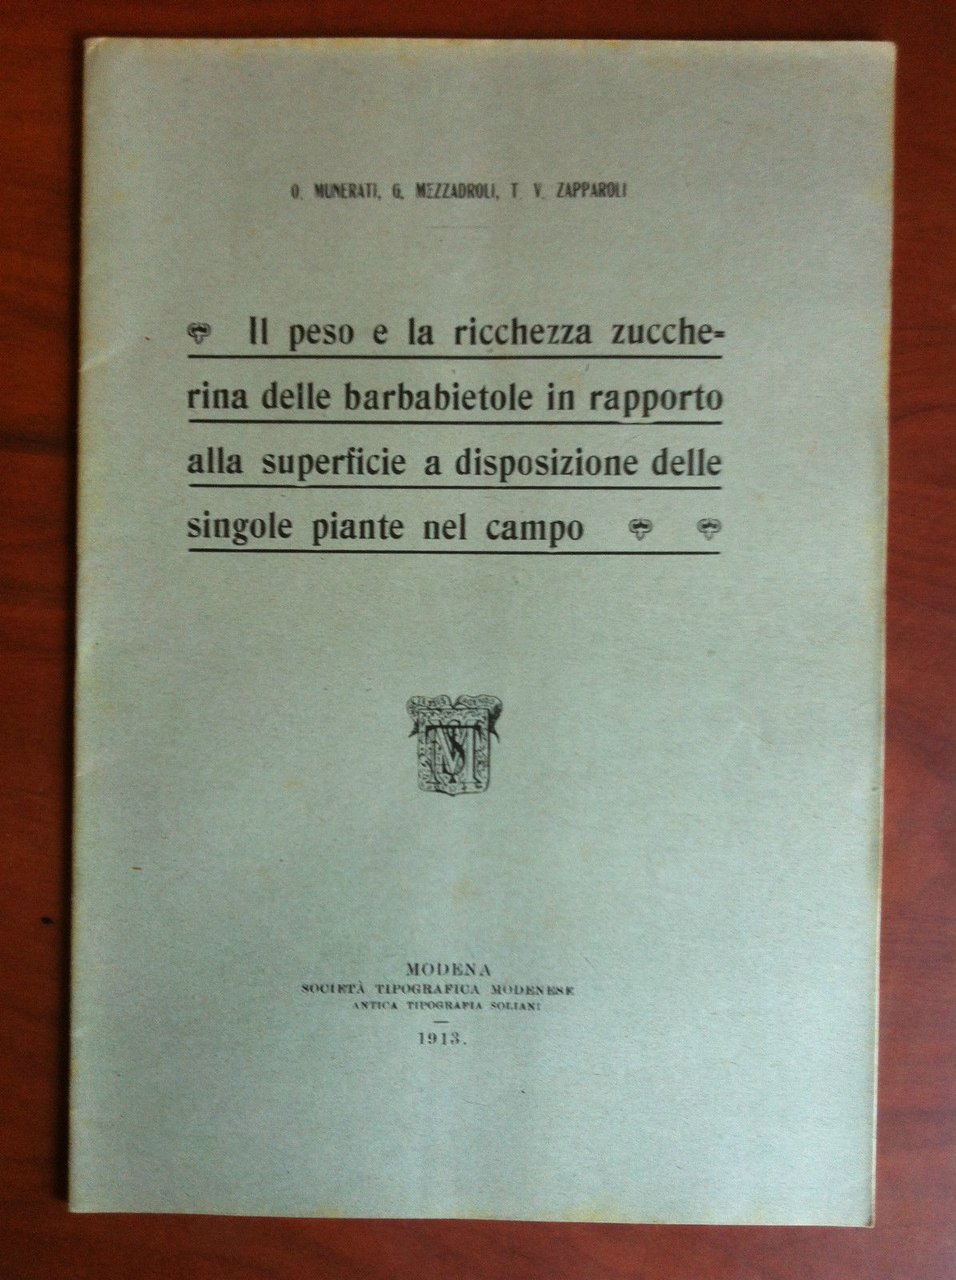 O. MUNERATI, G. MEZZADROLI, T. V. ZAPPAROLI
Il peso e la ricchezza zucche=
rina delle barbabietole in rapporto
alla superficie a disposizione delle
singole piante nel campo
MODENA
SOCIETÀ TIPOGRAFICA MODENESE
ANTICA TIPOGRAFIA SOLIANI
1913.